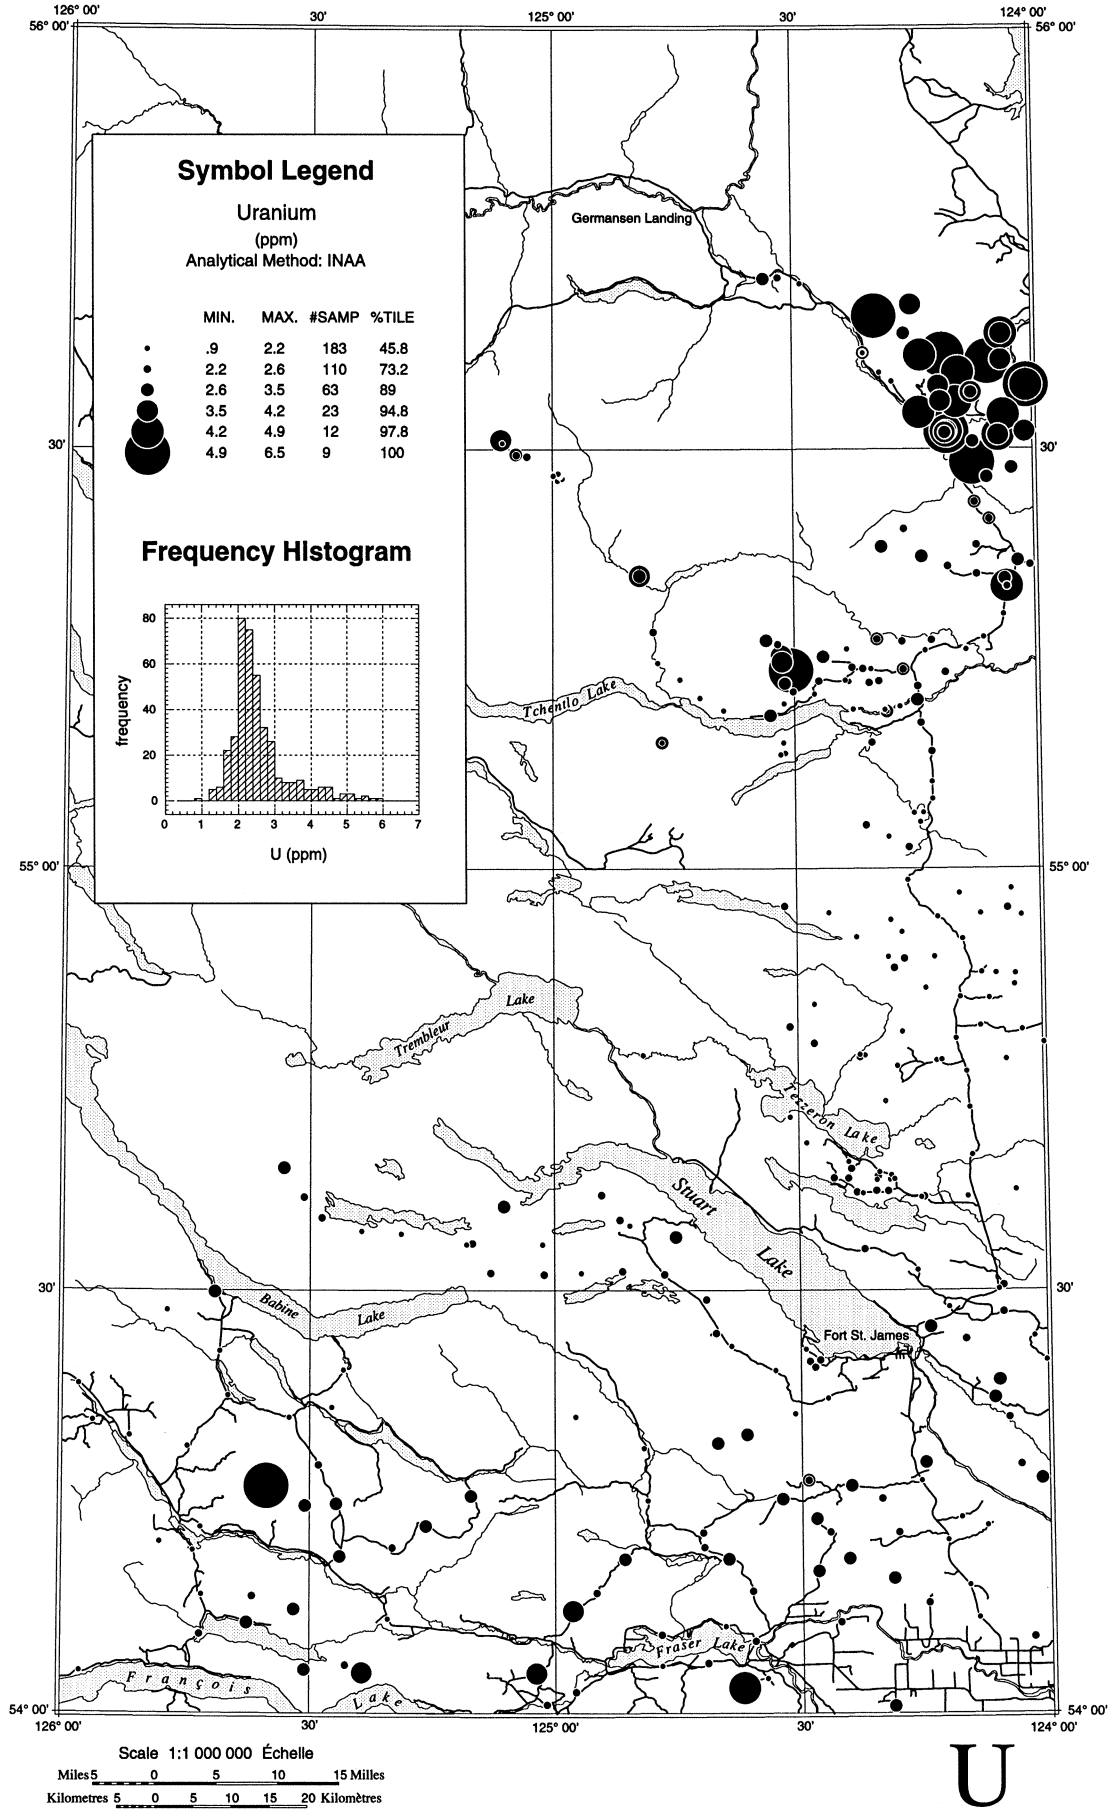 126° 00' 30' 125° 00' 30' 124° 00'
56° 00' 56° 00'
Symbol Legend
Uranium
(ppm)
Analytical Method: INAA
MIN. MAX. #SAMP %TILE
.9 2.2 183 45.8
2.2 2.6 110 73.2
2.6 3.5 63 89
3.5 4.2 23 94.8
4.2 4.9 12 97.8
4.9 6.5 9 100
Germansen Landing
30' 30'
Frequency HIstogram
80
60
40
20
0
frequency
0 1 2 3 4 5 6 7
U (ppm)
Tchentlo Lake
55° 00' 55° 00'
Trembleur Lake
Tezzeron Lake
Stuart Lake
30' 30'
Babine Lake
Fort St. James
Fraser Lake
François Lake
54° 00' 54° 00'
126° 00' 30' 125° 00' 30' 124° 00'
Scale 1:1 000 000 Échelle
Miles 5 0 5 10 15 Milles
Kilometres 5 0 5 10 15 20 Kilomètres
U